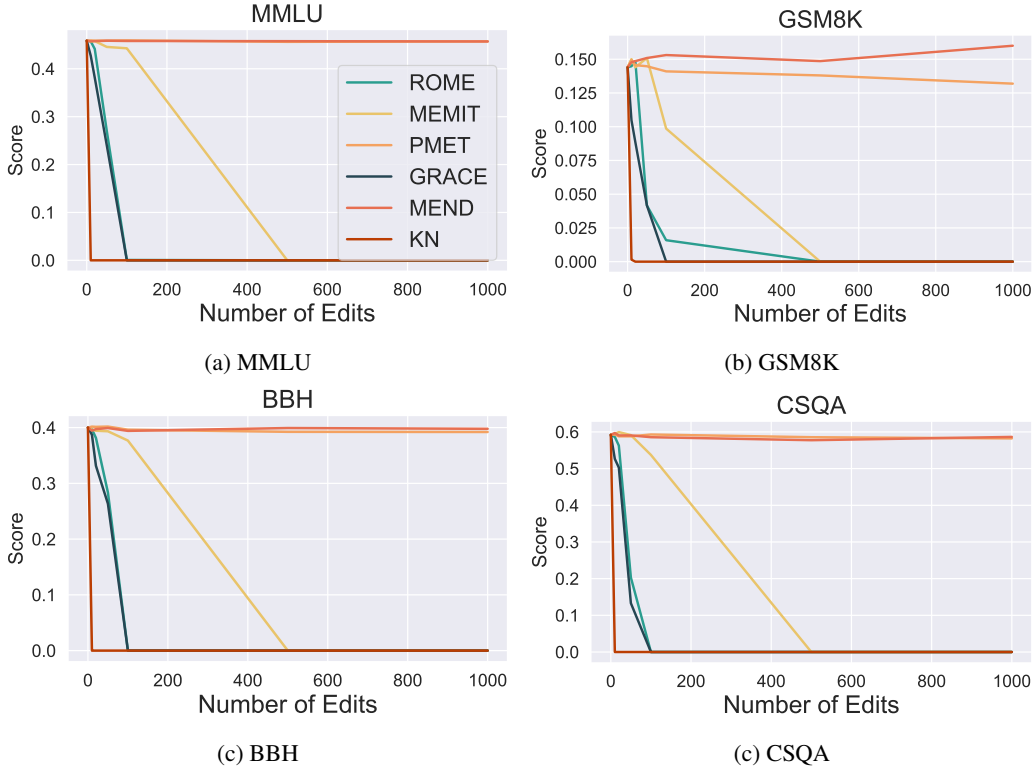 MMLU
Score
0.4
0.3
0.2
0.1
0.0
ROME
MEMIT
PMET
GRACE
MEND
KN
0 200 400 600 800 1000
Number of Edits
(a) MMLU
GSM8K
Score
0.150
0.125
0.100
0.075
0.050
0.025
0.000
0 200 400 600 800 1000
Number of Edits
(b) GSM8K
BBH
Score
0.4
0.3
0.2
0.1
0.0
0 200 400 600 800 1000
Number of Edits
(c) BBH
CSQA
Score
0.6
0.5
0.4
0.3
0.2
0.1
0.0
0 200 400 600 800 1000
Number of Edits
(c) CSQA